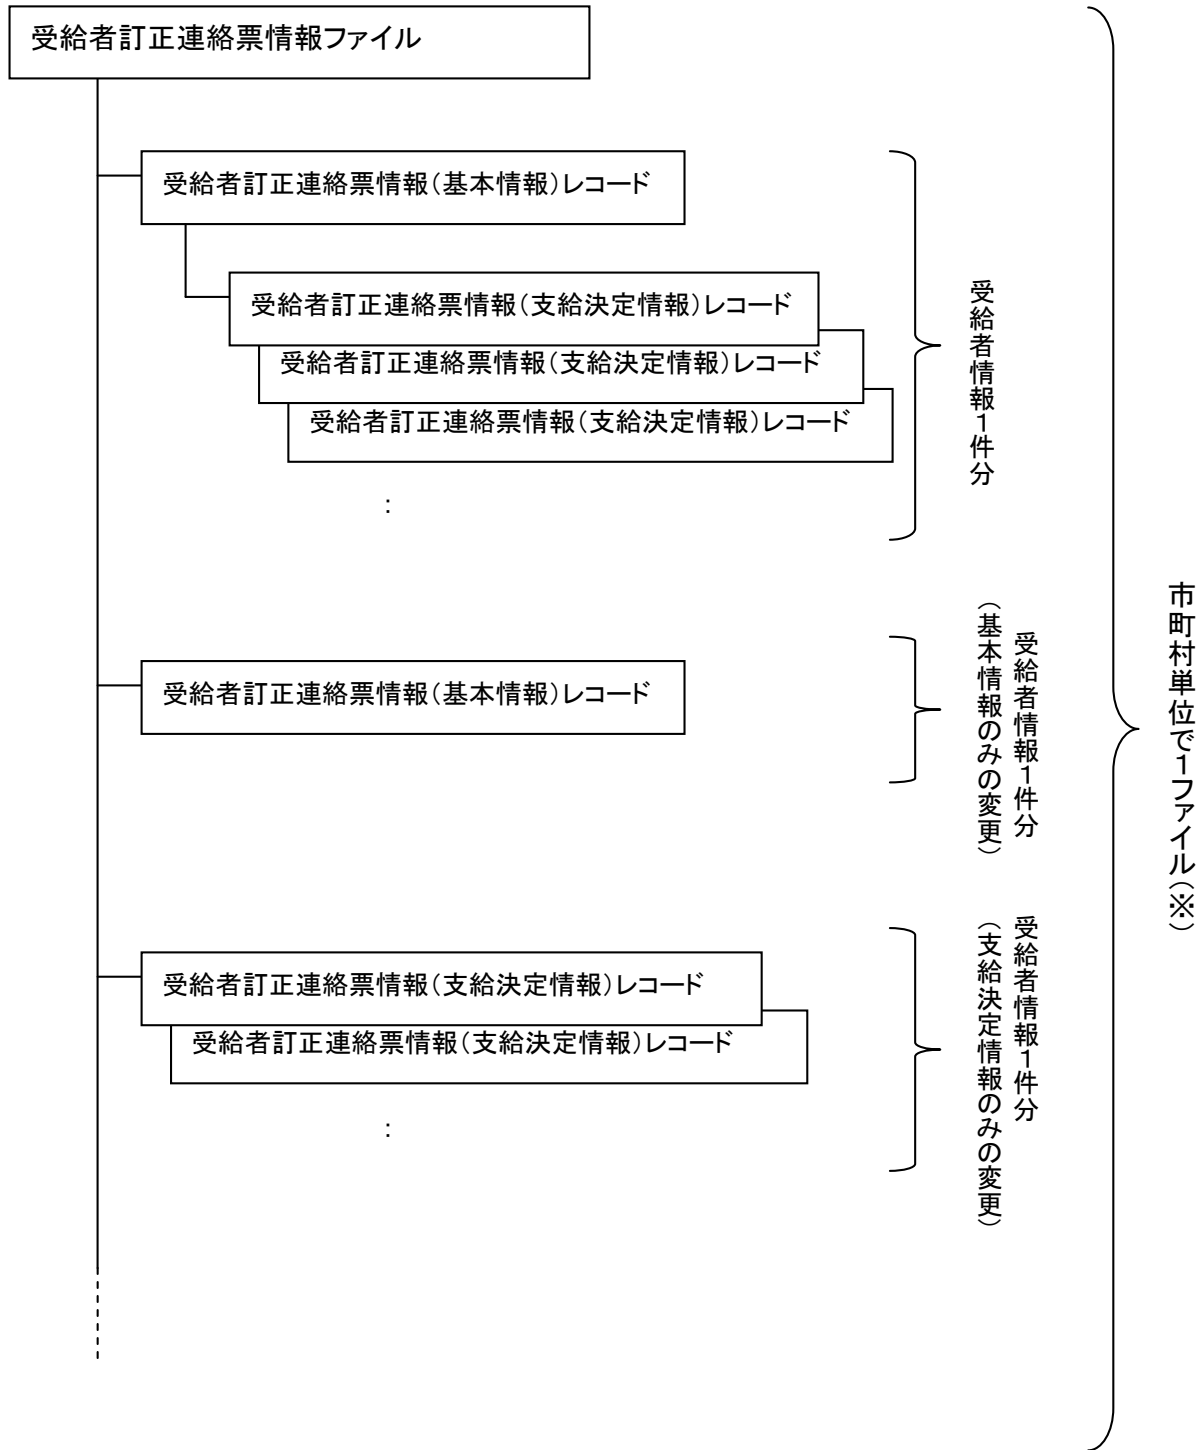 受給者訂正連絡票情報ファイル
受給者訂正連絡票情報（基本情報）レコード
受給者訂正連絡票情報（支給決定情報）レコード
受給者訂正連絡票情報（支給決定情報）レコード
受給者訂正連絡票情報（支給決定情報）レコード
：
受給者情報１件分
受給者訂正連絡票情報（基本情報）レコード
受給者情報１件分
（基本情報のみの変更）
受給者訂正連絡票情報（支給決定情報）レコード
受給者訂正連絡票情報（支給決定情報）レコード
：
受給者情報１件分
（支給決定情報のみの変更）
市町村単位で１ファイル（※）